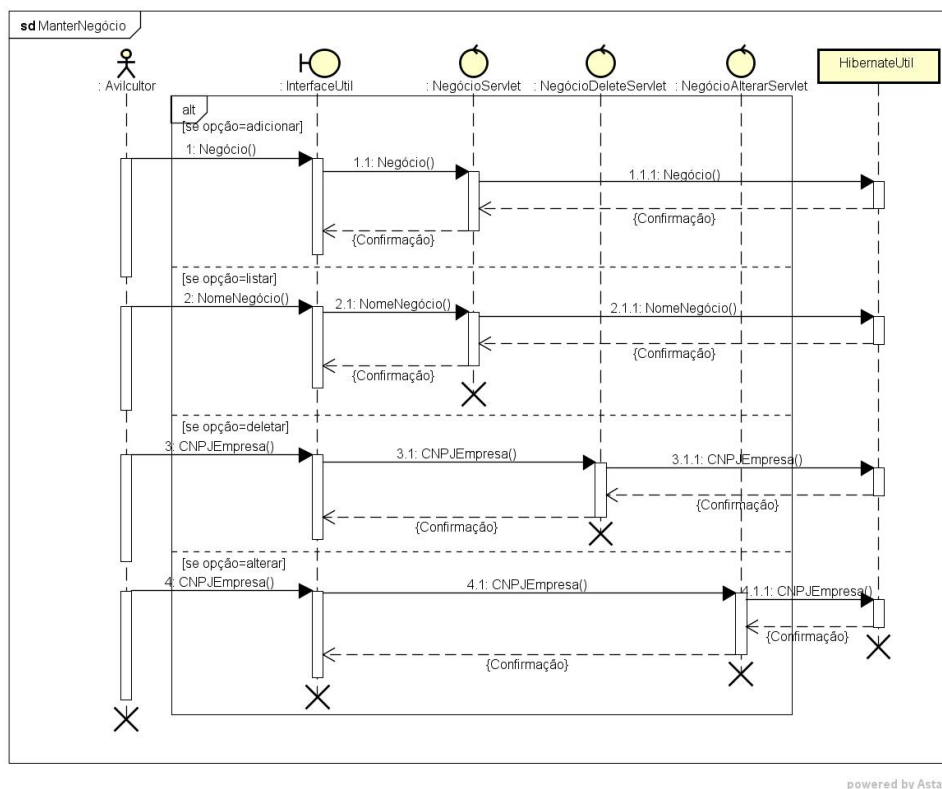 sd ManterNegócio
: Avilcultor
: InterfaceUtil
: NegócioServlet
: NegócioDeleteServlet
: NegócioAlterarServlet
HibernateUtil
alt
[se opção=adicionar]
1: Negócio()
1.1: Negócio()
1.1.1: Negócio()
{Confirmação}
{Confirmação}
[se opção=listar]
2: NomeNegócio()
2.1: NomeNegócio()
2.1.1: NomeNegócio()
{Confirmação}
{Confirmação}
[se opção=deletar]
3: CNPJEmpresa()
3.1: CNPJEmpresa()
3.1.1: CNPJEmpresa()
{Confirmação}
{Confirmação}
[se opção=alterar]
4: CNPJEmpresa()
4.1: CNPJEmpresa()
4.1.1: CNPJEmpresa()
{Confirmação}
{Confirmação}
powered by Asta